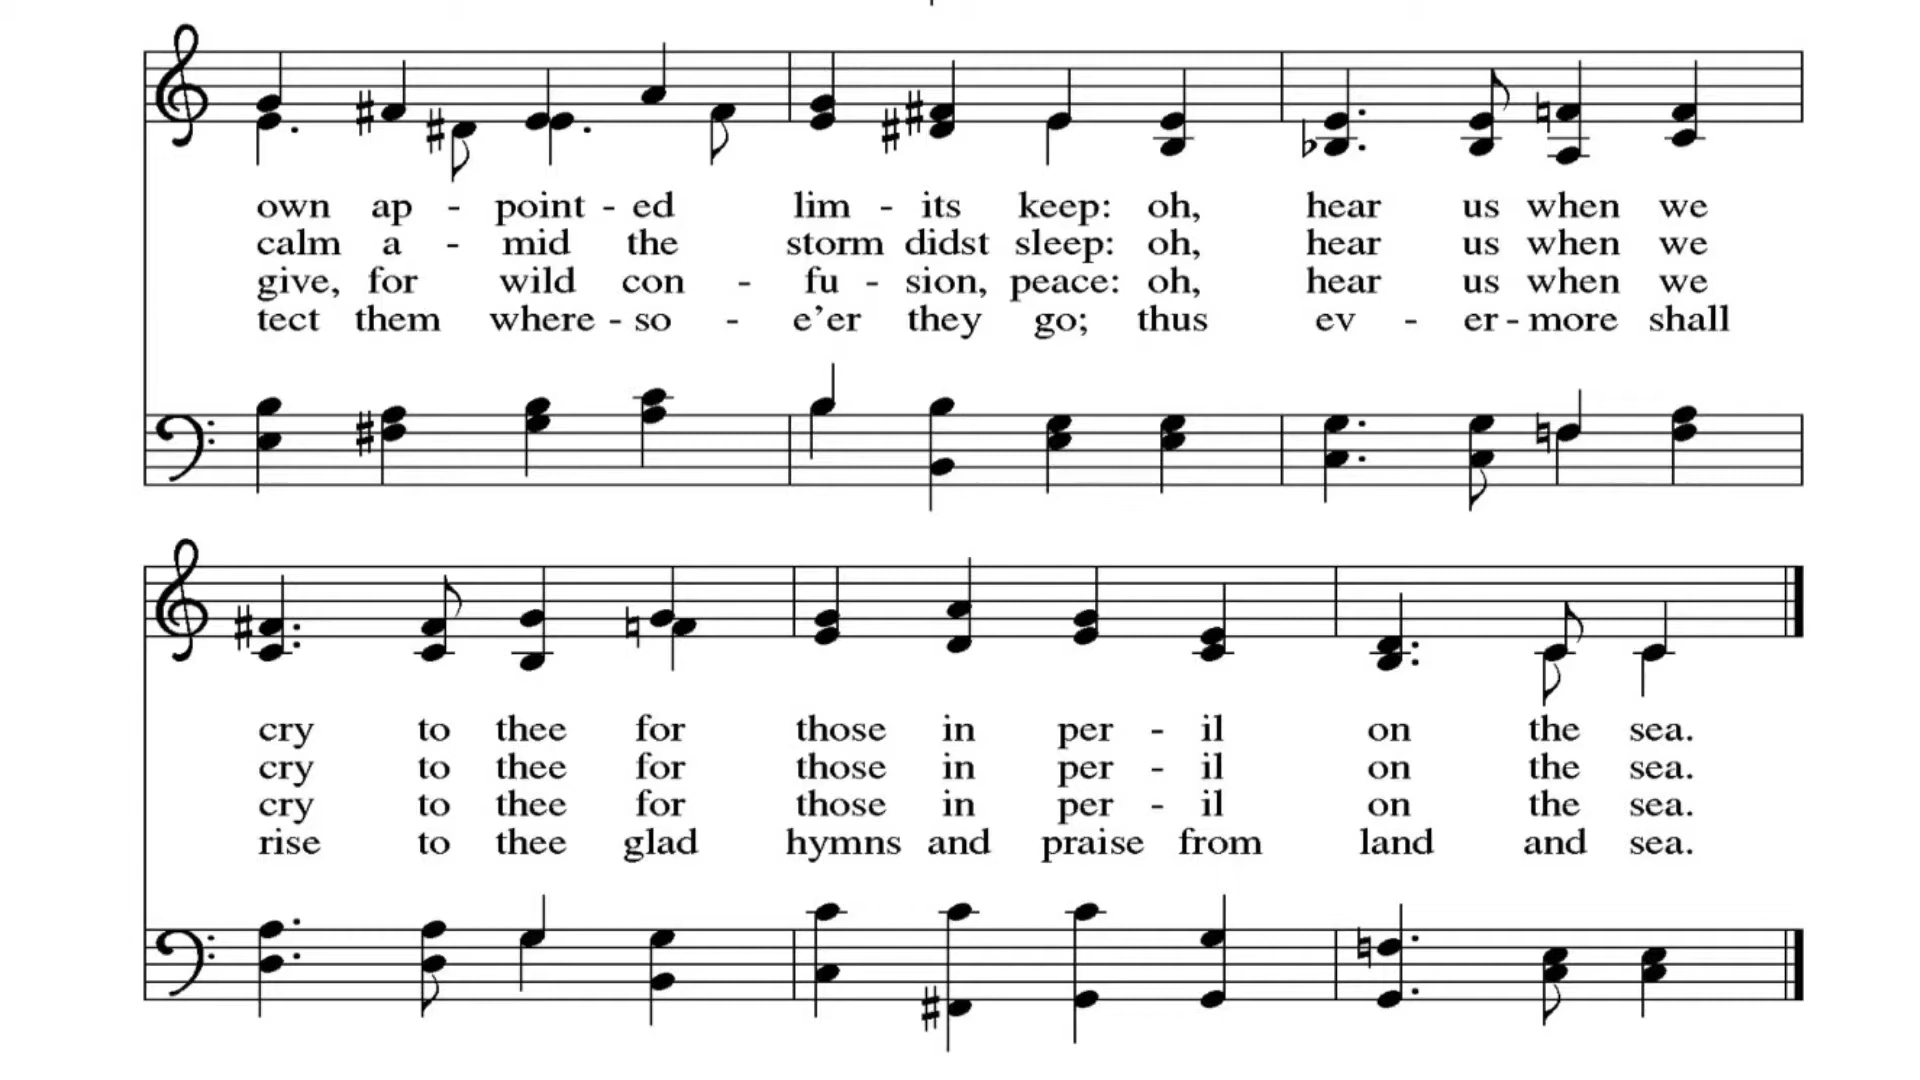 own ap - point - ed lim - its keep: oh, hear us when we
calm a - mid the storm didst sleep: oh, hear us when we
give, for wild con - fu - sion, peace: oh, hear us when we
tect them where - so - e’er they go; thus ev - er - more shall
cry to thee for those in per - il on the sea.
cry to thee for those in per - il on the sea.
cry to thee for those in per - il on the sea.
rise to thee glad hymns and praise from land and sea.